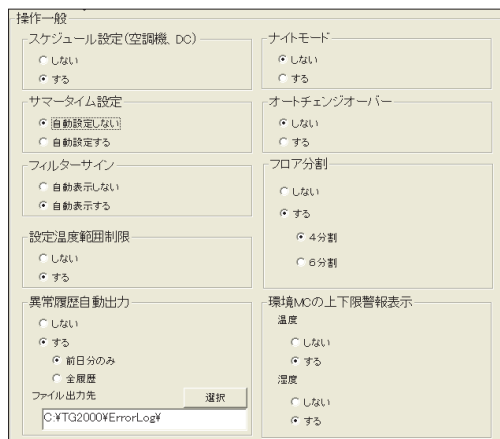 操作一般
スケジュール設定(空調機、DC)
しない
する
サマータイム設定
自動設定しない
自動設定する
フィルターサイン
自動表示しない
自動表示する
設定温度範囲制限
しない
する
異常履歴自動出力
しない
する
前日分のみ
全履歴
ファイル出力先
選択
C:¥TG2000¥ErrorLog¥
ナイトモード
しない
する
オートチェンジオーバー
しない
する
フロア分割
しない
する
4分割
6分割
環境MCの上下限警報表示
温度
しない
する
湿度
しない
する